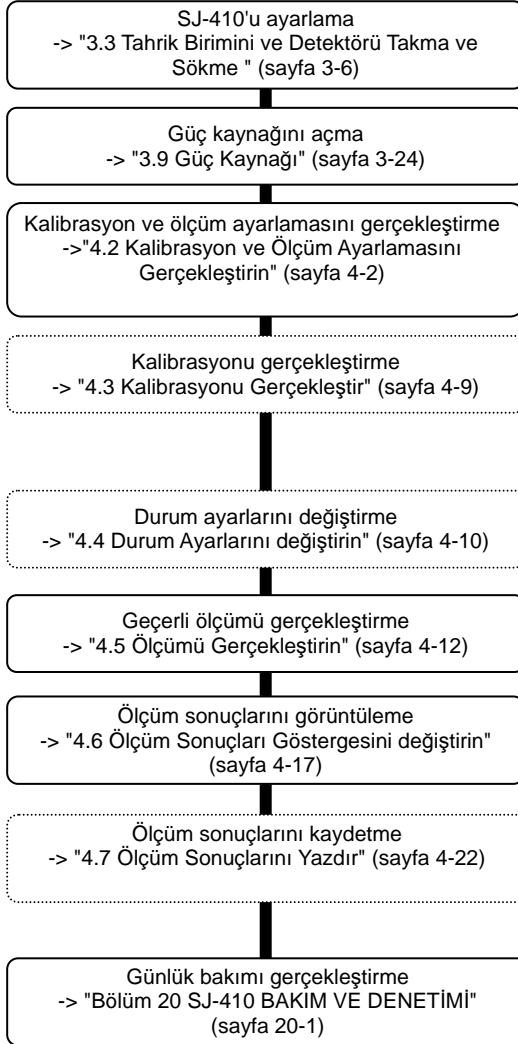 SJ-410'u ayarlama
-> "3.3 Tahrik Birimini ve Detektörü Takma ve
Sökme " (sayfa 3-6)
Güç kaynağını açma
-> "3.9 Güç Kaynağı" (sayfa 3-24)
Kalibrasyon ve ölçüm ayarlamasını gerçekleştirme
->"4.2 Kalibrasyon ve Ölçüm Ayarlamasını
Gerçekleştirin" (sayfa 4-2)
Kalibrasyonu gerçekleştirme
-> "4.3 Kalibrasyonu Gerçekleştir" (sayfa 4-9)
Durum ayarlarını değiştirme
-> "4.4 Durum Ayarlarını değiştirin" (sayfa 4-10)
Geçerli ölçümü gerçekleştirme
-> "4.5 Ölçümü Gerçekleştirin" (sayfa 4-12)
Ölçüm sonuçlarını görüntüleme
-> "4.6 Ölçüm Sonuçları Göstergesini değiştirin"
(sayfa 4-17)
Ölçüm sonuçlarını kaydetme
-> "4.7 Ölçüm Sonuçlarını Yazdır" (sayfa 4-22)
Günlük bakımı gerçekleştirme
-> "Bölüm 20 SJ-410 BAKIM VE DENETİMİ"
(sayfa 20-1)